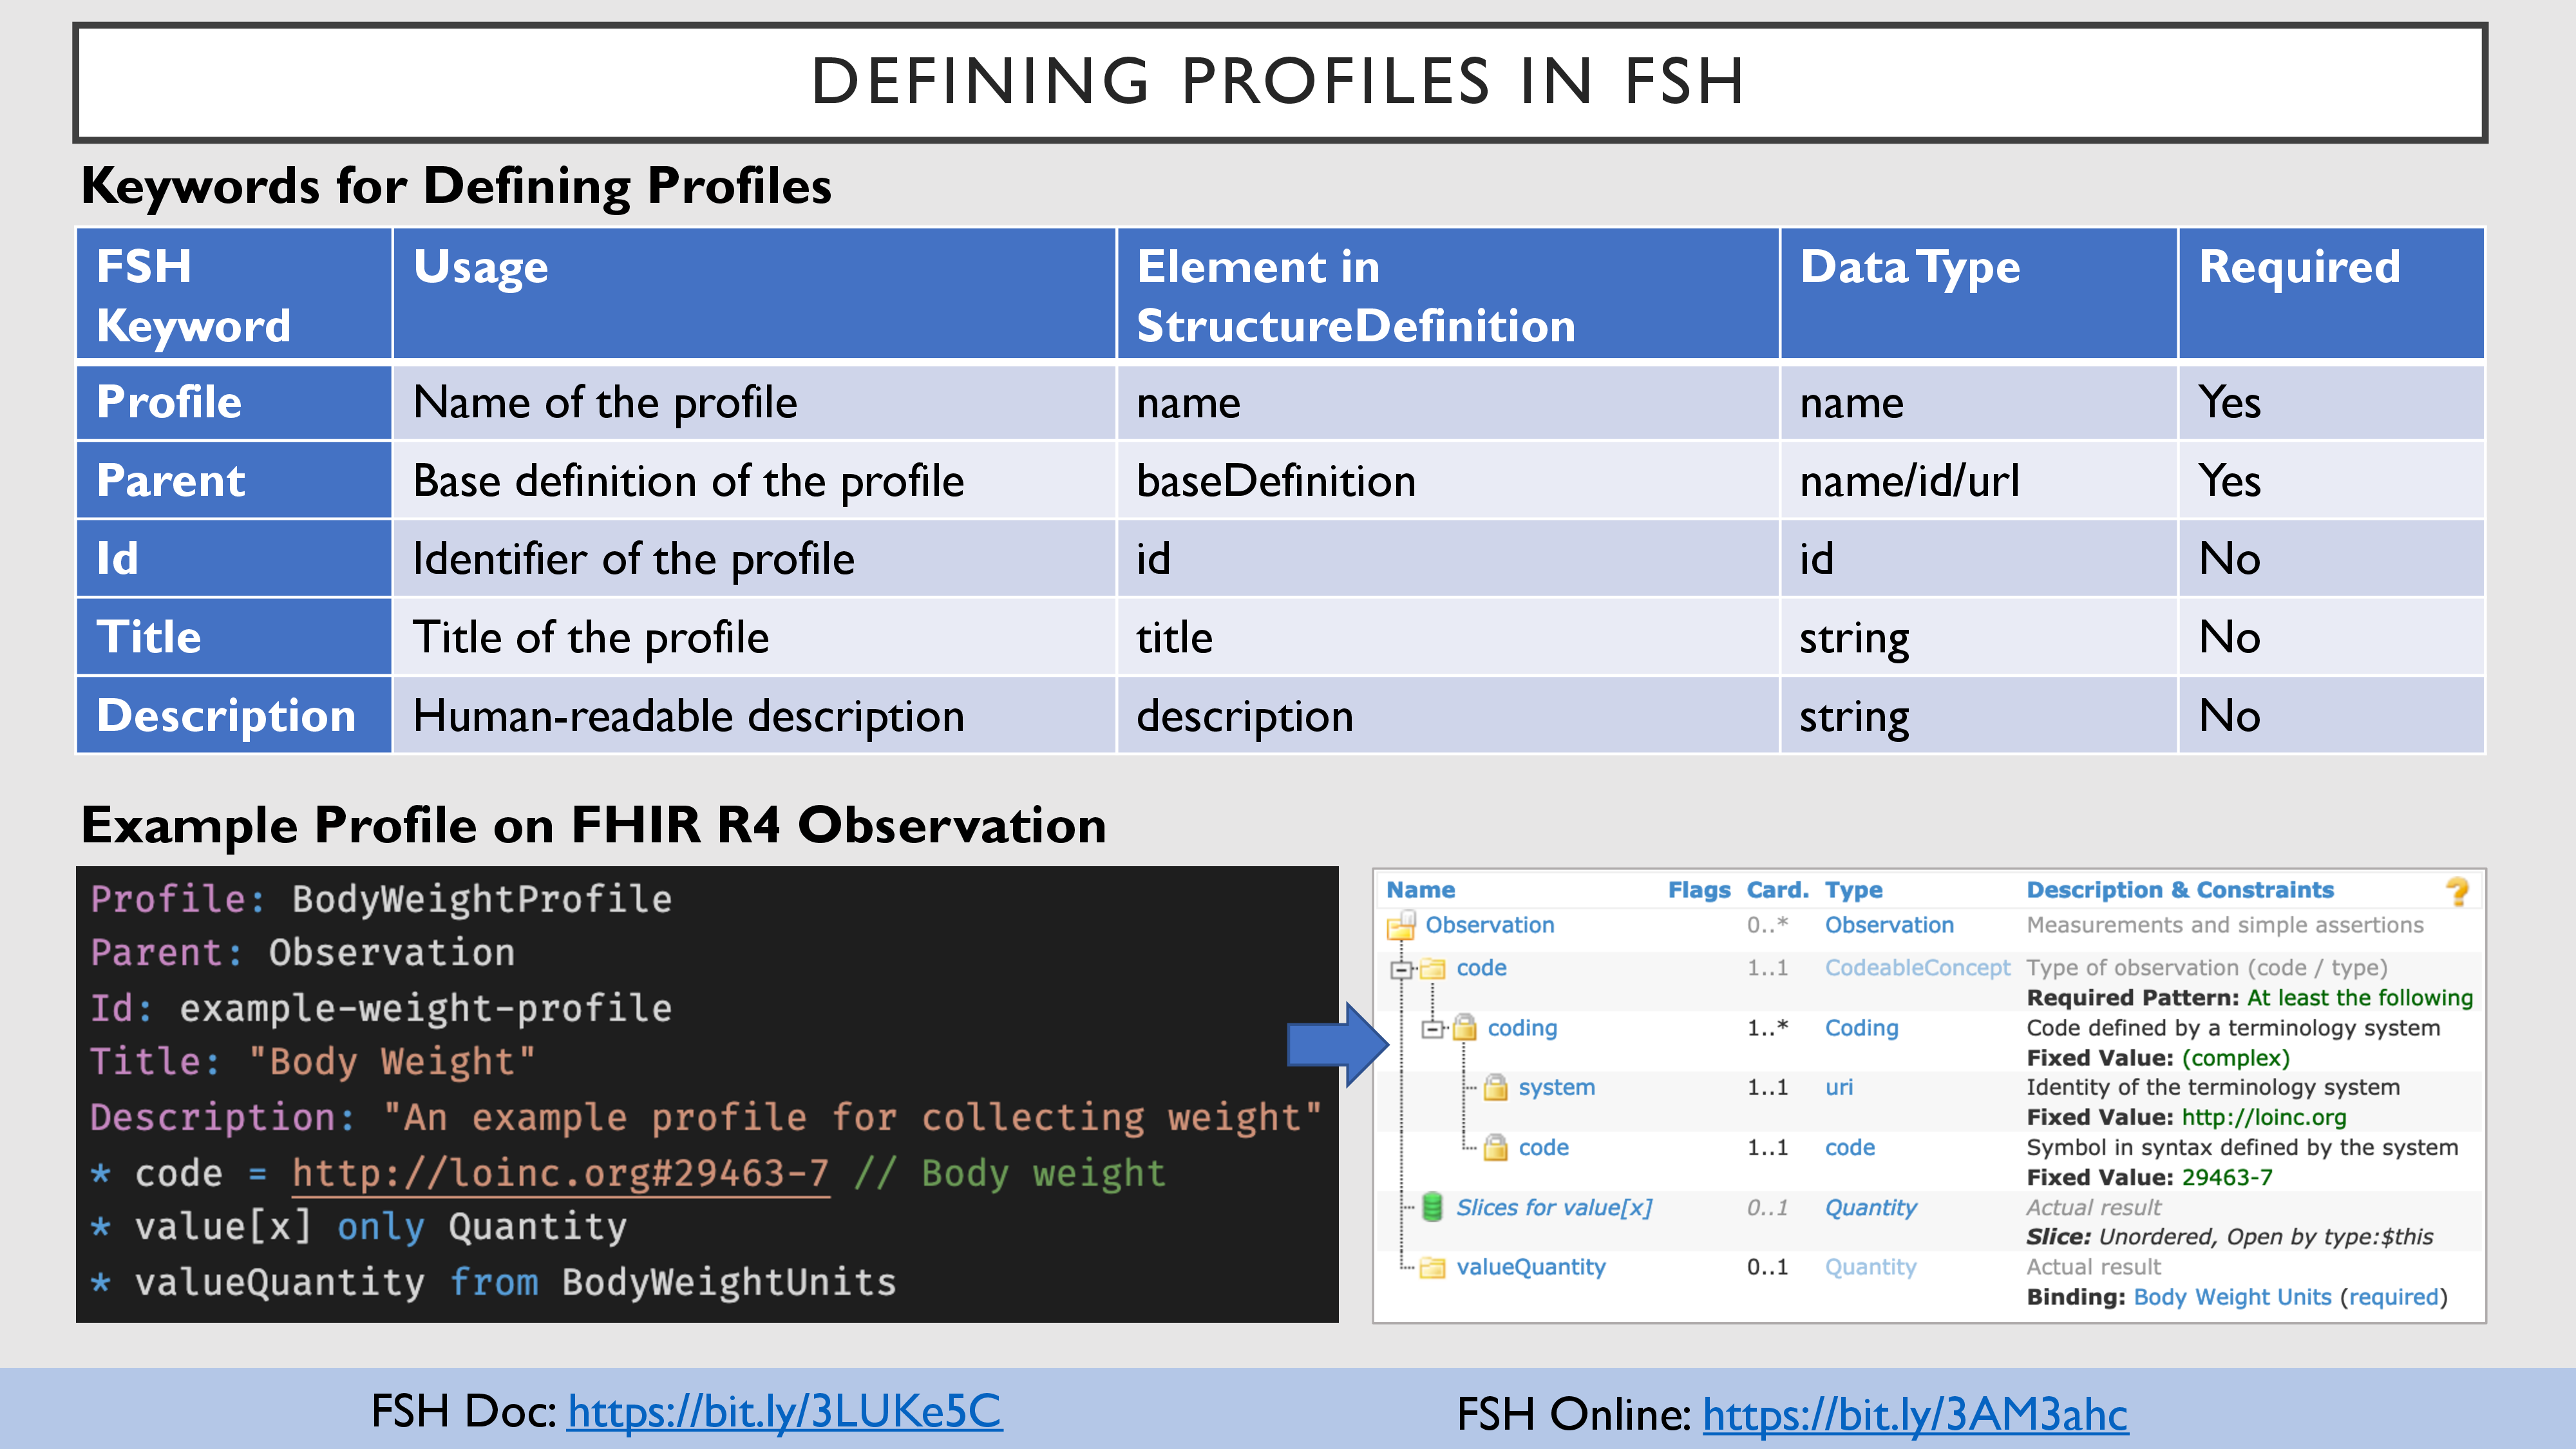 DEFINING PROFILES IN FSH
Keywords for Defining Profiles
FSH Keyword Usage Element in StructureDefinition Data Type Required
Profile Name of the profile name name Yes
Parent Base definition of the profile baseDefinition name/id/url Yes
Id Identifier of the profile id id No
Title Title of the profile title string No
Description Human-readable description description string No
Example Profile on FHIR R4 Observation
Profile: BodyWeightProfile
Parent: Observation
Id: example-weight-profile
Title: "Body Weight"
Description: "An example profile for collecting weight"
* code = http://loinc.org#29463-7 // Body weight
* value[x] only Quantity
* valueQuantity from BodyWeightUnits
Name Flags Card. Type Description & Constraints ?
Observation 0..* Observation Measurements and simple assertions
code 1..1 CodeableConcept Type of observation (code / type)
Required Pattern: At least the following
coding 1..* Coding Code defined by a terminology system
Fixed Value: (complex)
system 1..1 uri Identity of the terminology system
Fixed Value: http://loinc.org
code 1..1 code Symbol in syntax defined by the system
Fixed Value: 29463-7
Slices for value[x] 0..1 Quantity Actual result
Slice: Unordered, Open by type:$this
valueQuantity 0..1 Quantity Actual result
Binding: Body Weight Units (required)
FSH Doc: https://bit.ly/3LUKe5C
FSH Online: https://bit.ly/3AM3ahc